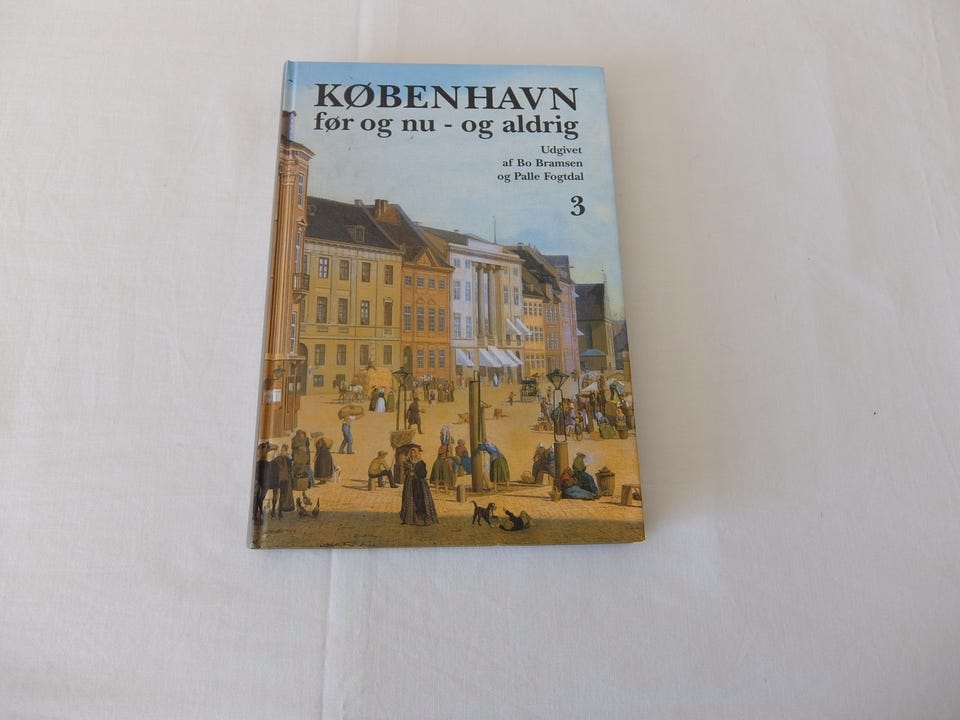 KØBENHAVN
før og nu - og aldrig
Udgivet
af Bo Bramsen
og Palle Fogtdal
3